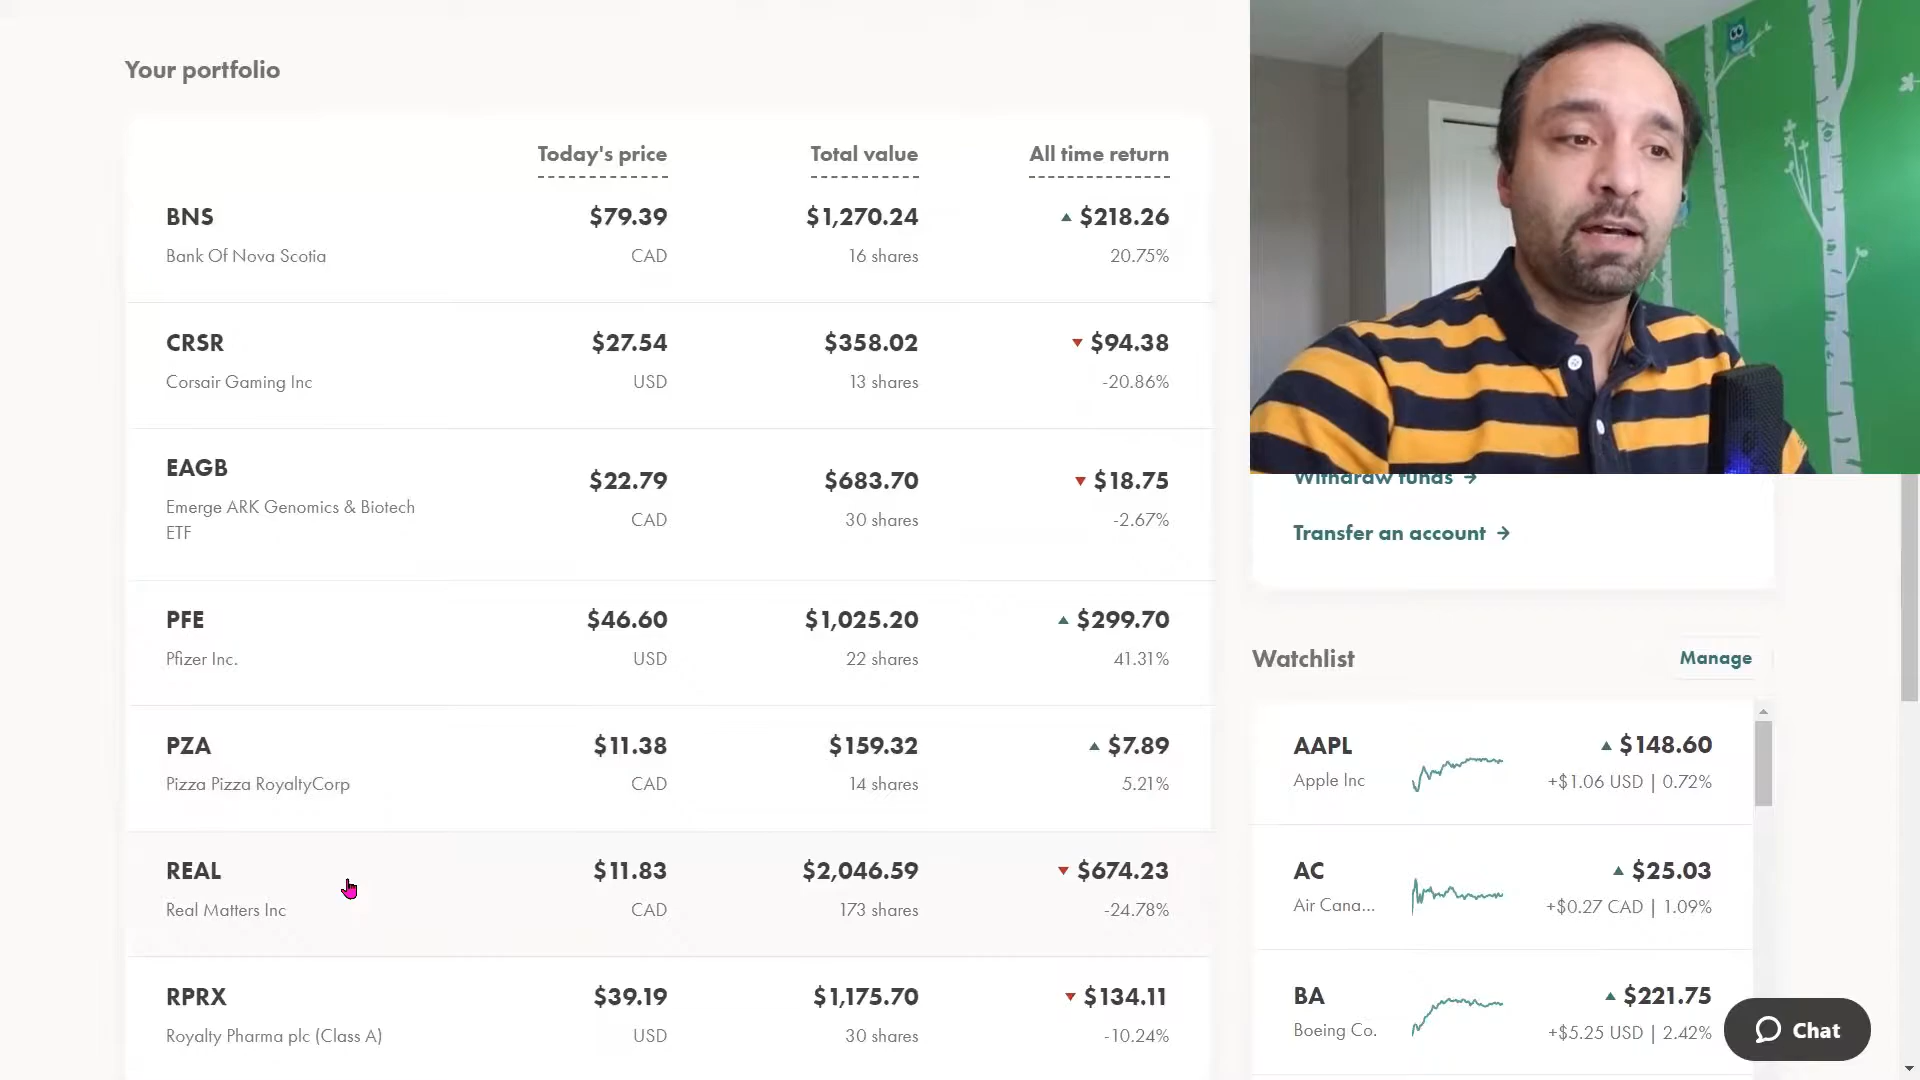 Your portfolio
Today's price Total value All time return
BNS $79.39 $1,270.24 $218.26
Bank Of Nova Scotia CAD 16 shares 20.75%
CRSR $27.54 $358.02 $94.38
Corsair Gaming Inc USD 13 shares -20.86%
EAGB $22.79 $683.70 $18.75
Emerge ARK Genomics & Biotech CAD 30 shares -2.67%
ETF
PFE $46.60 $1,025.20 $299.70
Pfizer Inc. USD 22 shares 41.31%
PZA $11.38 $159.32 $7.89
Pizza Pizza RoyaltyCorp CAD 14 shares 5.21%
REAL $11.83 $2,046.59 $674.23
Real Matters Inc CAD 173 shares -24.78%
RPRX $39.19 $1,175.70 $134.11
Royalty Pharma plc (Class A) USD 30 shares -10.24%
Withdraw funds →
Transfer an account →
Watchlist Manage
AAPL $148.60
Apple Inc +$1.06 USD | 0.72%
AC $25.03
Air Cana... +$0.27 CAD | 1.09%
BA $221.75
Boeing Co. +$5.25 USD | 2.42%
Chat